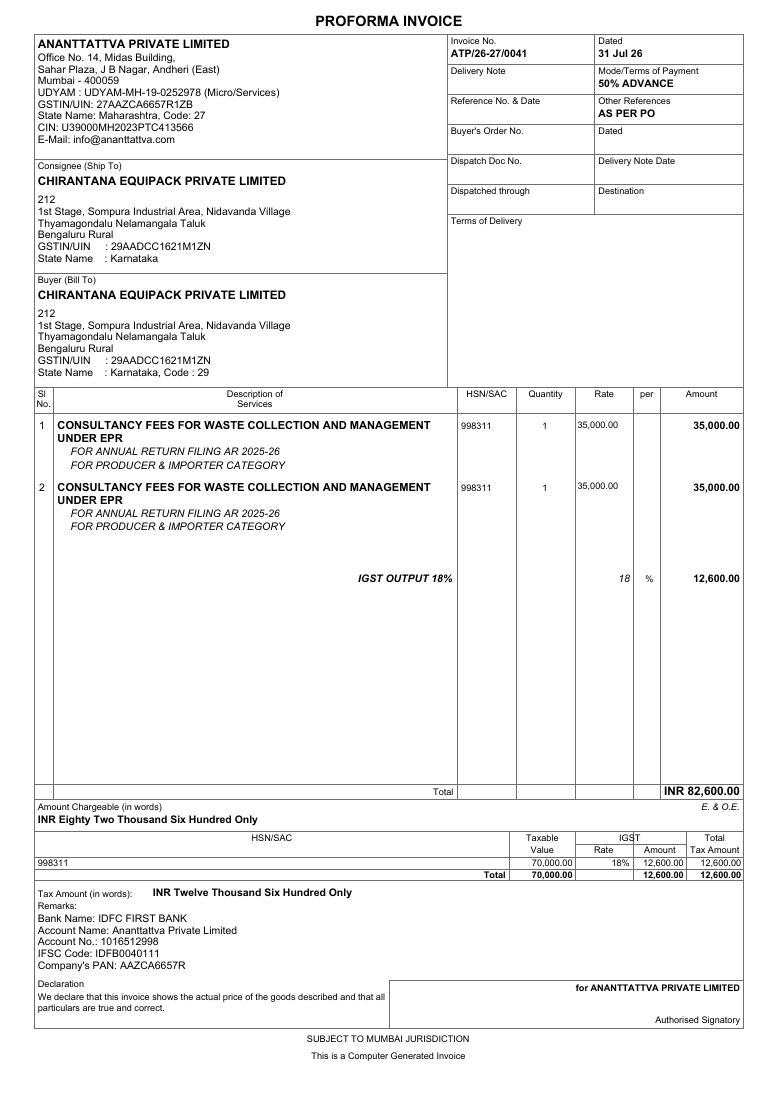 PROFORMA INVOICE
ANANTTATTVA PRIVATE LIMITED
Office No. 14, Midas Building,
Sahar Plaza, J B Nagar, Andheri (East)
Mumbai - 400059
UDYAM : UDYAM-MH-19-0252978 (Micro/Services)
GSTIN/UIN: 27AAZCA6657R1ZB
State Name: Maharashtra, Code: 27
CIN: U39000MH2023PTC413566
E-Mail: info@ananttattva.com
Invoice No.
ATP/26-27/0041
Dated
31 Jul 26
Delivery Note
Mode/Terms of Payment
50% ADVANCE
Reference No. & Date
Other References
AS PER PO
Buyer's Order No.
Dated
Dispatch Doc No.
Delivery Note Date
Dispatched through
Destination
Terms of Delivery
Consignee (Ship To)
CHIRANTANA EQUIPACK PRIVATE LIMITED
212
1st Stage, Sompura Industrial Area, Nidavanda Village
Thyamagondalu Nelamangala Taluk
Bengaluru Rural
GSTIN/UIN : 29AADCC1621M1ZN
State Name : Karnataka
Buyer (Bill To)
CHIRANTANA EQUIPACK PRIVATE LIMITED
212
1st Stage, Sompura Industrial Area, Nidavanda Village
Thyamagondalu Nelamangala Taluk
Bengaluru Rural
GSTIN/UIN : 29AADCC1621M1ZN
State Name : Karnataka, Code : 29
Sl No. Description of Services HSN/SAC Quantity Rate per Amount
1 CONSULTANCY FEES FOR WASTE COLLECTION AND MANAGEMENT 998311 1 35,000.00 35,000.00
UNDER EPR
FOR ANNUAL RETURN FILING AR 2025-26
FOR PRODUCER & IMPORTER CATEGORY
2 CONSULTANCY FEES FOR WASTE COLLECTION AND MANAGEMENT 998311 1 35,000.00 35,000.00
UNDER EPR
FOR ANNUAL RETURN FILING AR 2025-26
FOR PRODUCER & IMPORTER CATEGORY
IGST OUTPUT 18% 18 % 12,600.00
Total INR 82,600.00
Amount Chargeable (in words) E. & O.E.
INR Eighty Two Thousand Six Hundred Only
HSN/SAC Taxable Value IGST Rate Amount Total Tax Amount
998311 70,000.00 18% 12,600.00 12,600.00
Total 70,000.00 12,600.00 12,600.00
Tax Amount (in words): INR Twelve Thousand Six Hundred Only
Remarks:
Bank Name: IDFC FIRST BANK
Account Name: Ananttattva Private Limited
Account No.: 1016512998
IFSC Code: IDFB0040111
Company's PAN: AAZCA6657R
Declaration
We declare that this invoice shows the actual price of the goods described and that all
particulars are true and correct.
for ANANTTATTVA PRIVATE LIMITED
Authorised Signatory
SUBJECT TO MUMBAI JURISDICTION
This is a Computer Generated Invoice